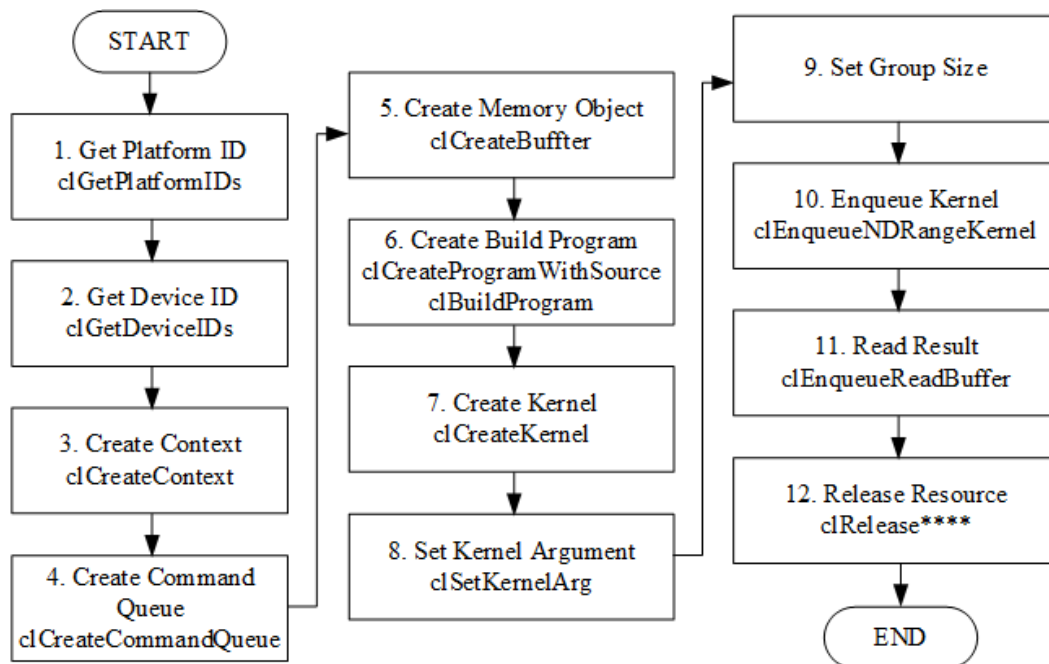 START
1. Get Platform ID
clGetPlatformIDs
2. Get Device ID
clGetDeviceIDs
3. Create Context
clCreateContext
4. Create Command
Queue
clCreateCommandQueue
5. Create Memory Object
clCreateBuffter
6. Create Build Program
clCreateProgramWithSource
clBuildProgram
7. Create Kernel
clCreateKernel
8. Set Kernel Argument
clSetKernelArg
9. Set Group Size
10. Enqueue Kernel
clEnqueueNDRangeKernel
11. Read Result
clEnqueueReadBuffer
12. Release Resource
clRelease****
END